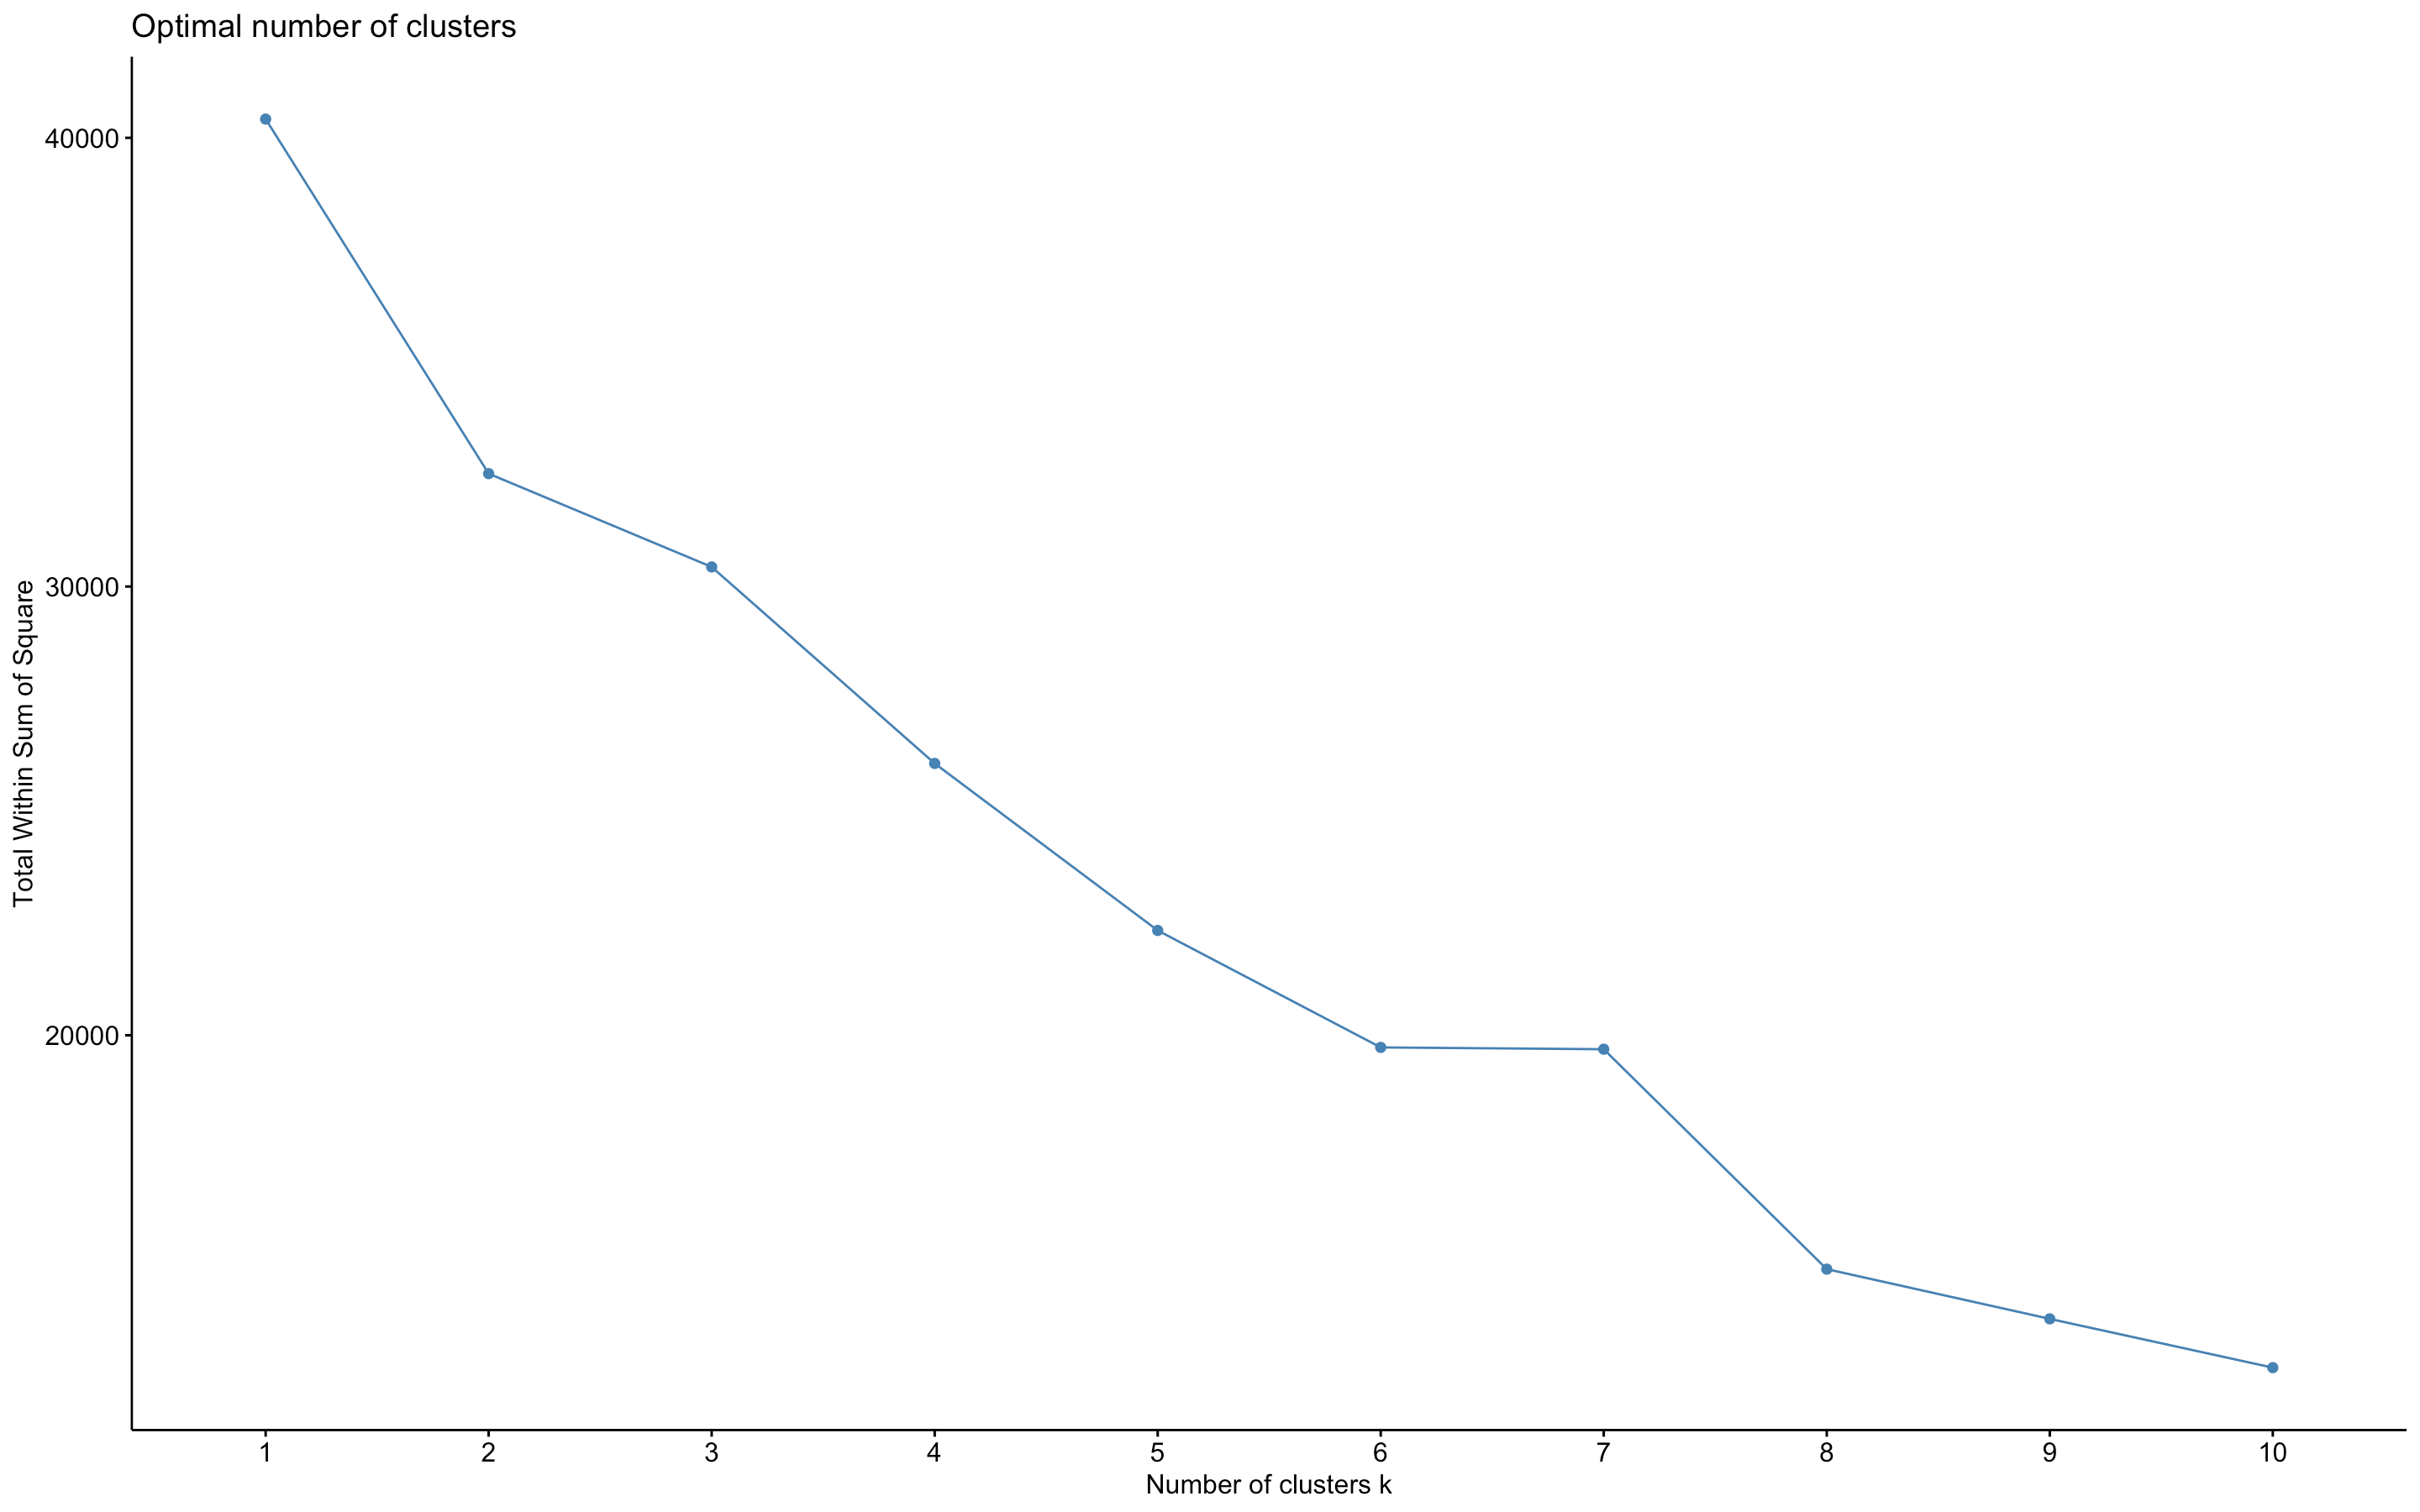 Optimal number of clusters
40000
30000
20000
Total Within Sum of Square
1 2 3 4 5 6 7 8 9 10
Number of clusters k